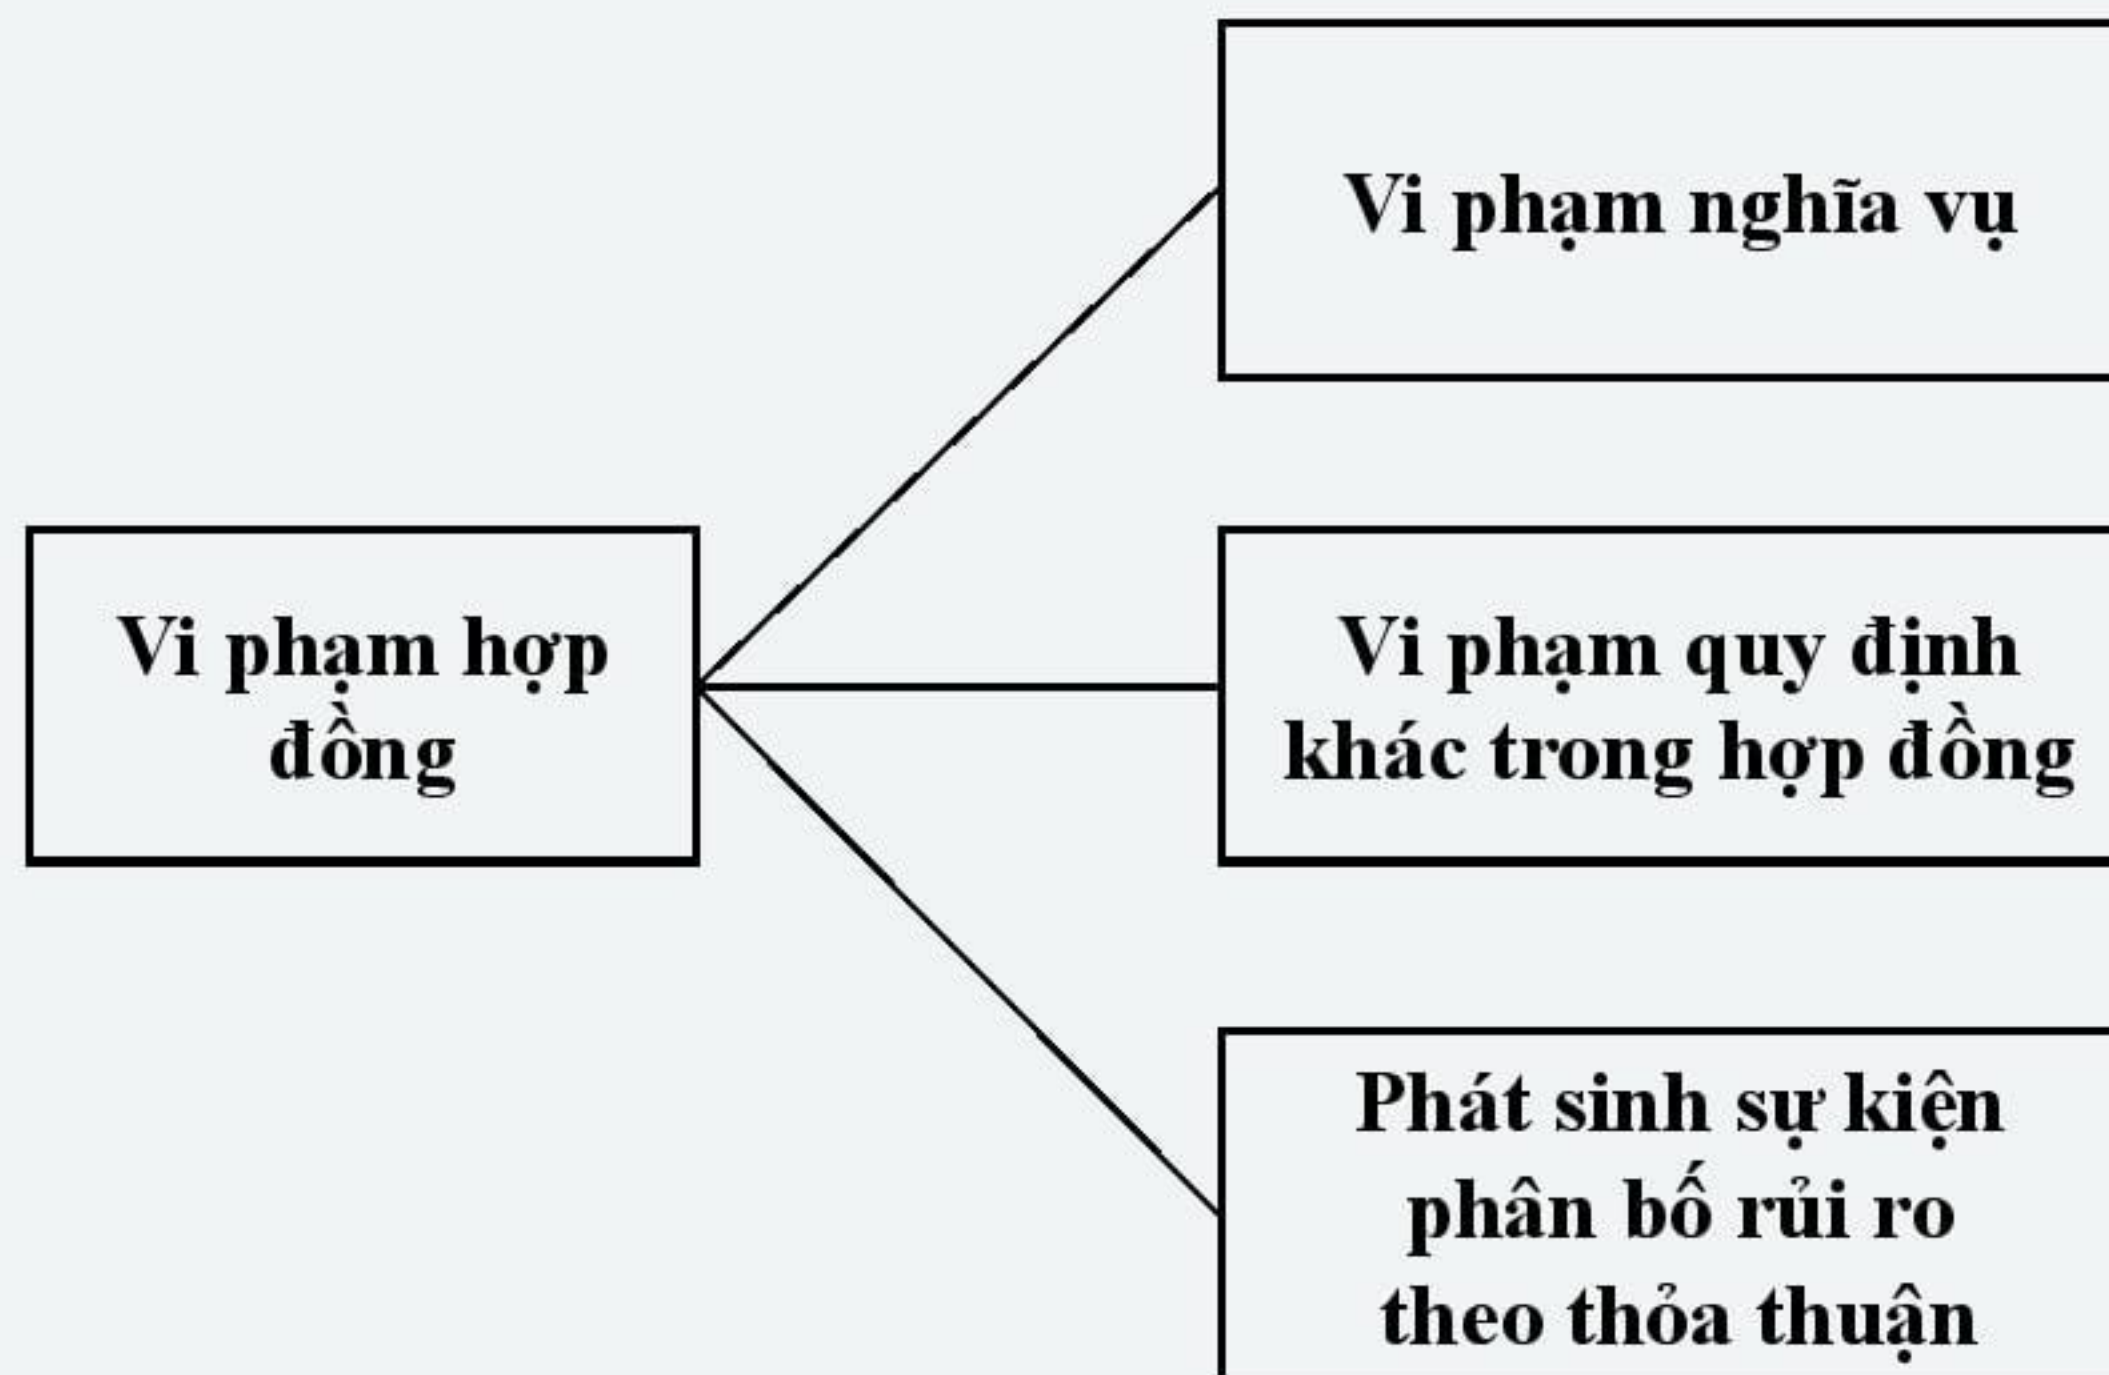 Vi phạm nghĩa vụ
Vi phạm hợp
đồng
Vi phạm quy định
khác trong hợp đồng
Phát sinh sự kiện
phân bố rủi ro
theo thỏa thuận